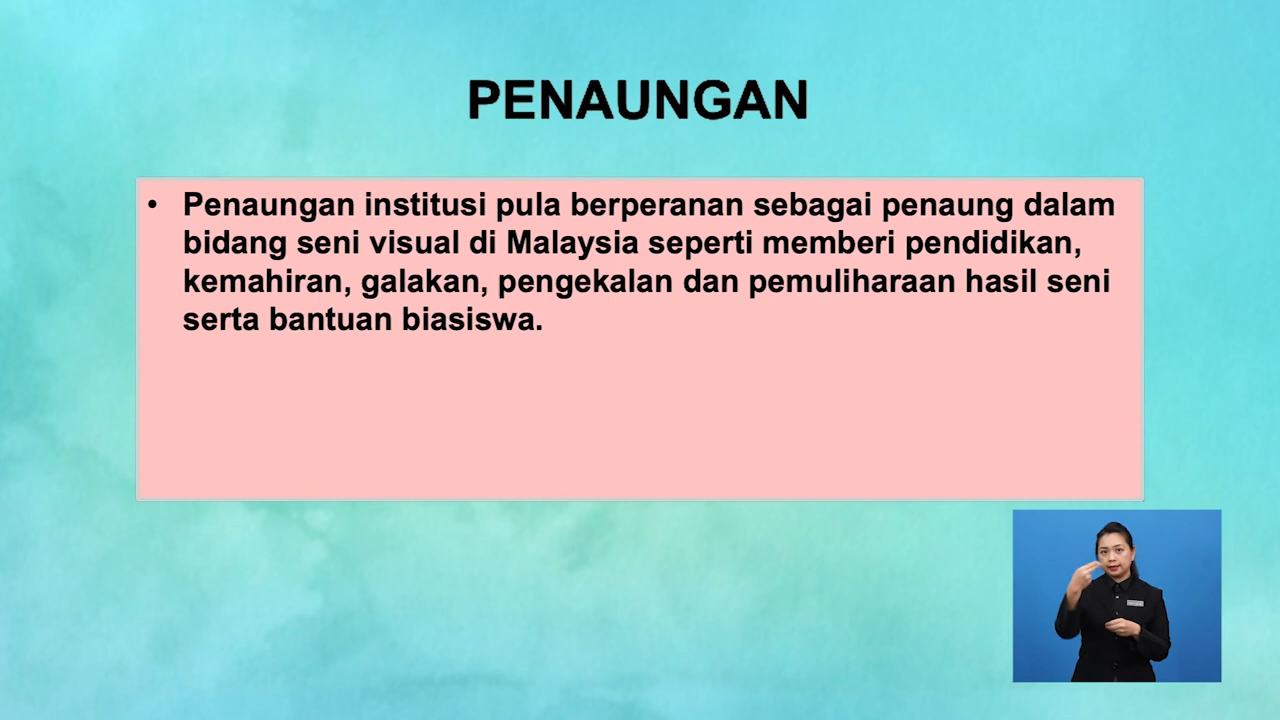 PENAUNGAN
• Penaungan institusi pula berperanan sebagai penaung dalam
bidang seni visual di Malaysia seperti memberi pendidikan,
kemahiran, galakan, pengekalan dan pemuliharaan hasil seni
serta bantuan biasiswa.